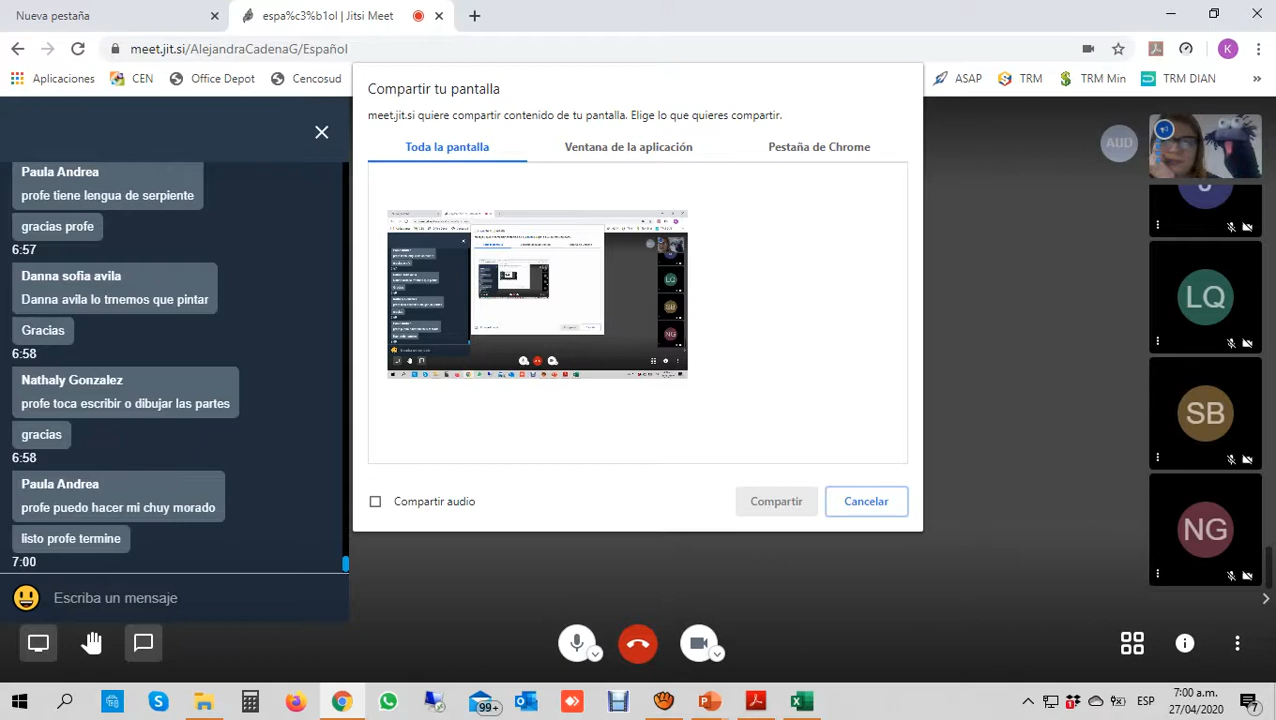 Nueva pestaña
espa%c3%b1ol | Jitsi Meet
meet.jit.si/AlejandraCadenaG/Español
K
Aplicaciones
CEN
Office Depot
Cencosud
ASAP
TRM
TRM Min
TRM DIAN
Compartir tu pantalla
meet.jit.si quiere compartir contenido de tu pantalla. Elige lo que quieres compartir.
Toda la pantalla
Ventana de la aplicación
Pestaña de Chrome
Compartir audio
Compartir
Cancelar
Paula Andrea
profe tiene lengua de serpiente
gracias profe
6:57
Danna sofia avila
Danna avila lo tmemos que pintar
Gracias
6:58
Nathaly Gonzalez
profe toca escribir o dibujar las partes
gracias
6:58
Paula Andrea
profe puedo hacer mi muy morado
listo profe termine
7:00
Escriba un mensaje
AUD
LQ
SB
NG
99+
ESP
7:00 a.m.
27/04/2020
7